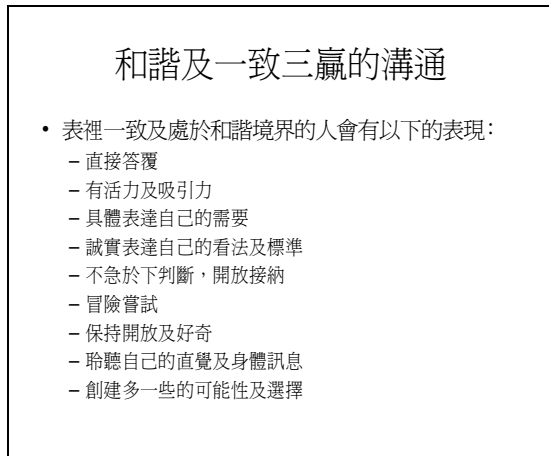 和諧及一致三贏的溝通
• 表裡一致及處於和諧境界的人會有以下的表現：
– 直接答覆
– 有活力及吸引力
– 具體表達自己的需要
– 誠實表達自己的看法及標準
– 不急於下判斷，開放接納
– 冒險嘗試
– 保持開放及好奇
– 聆聽自己的直覺及身體訊息
– 創建多一些的可能性及選擇